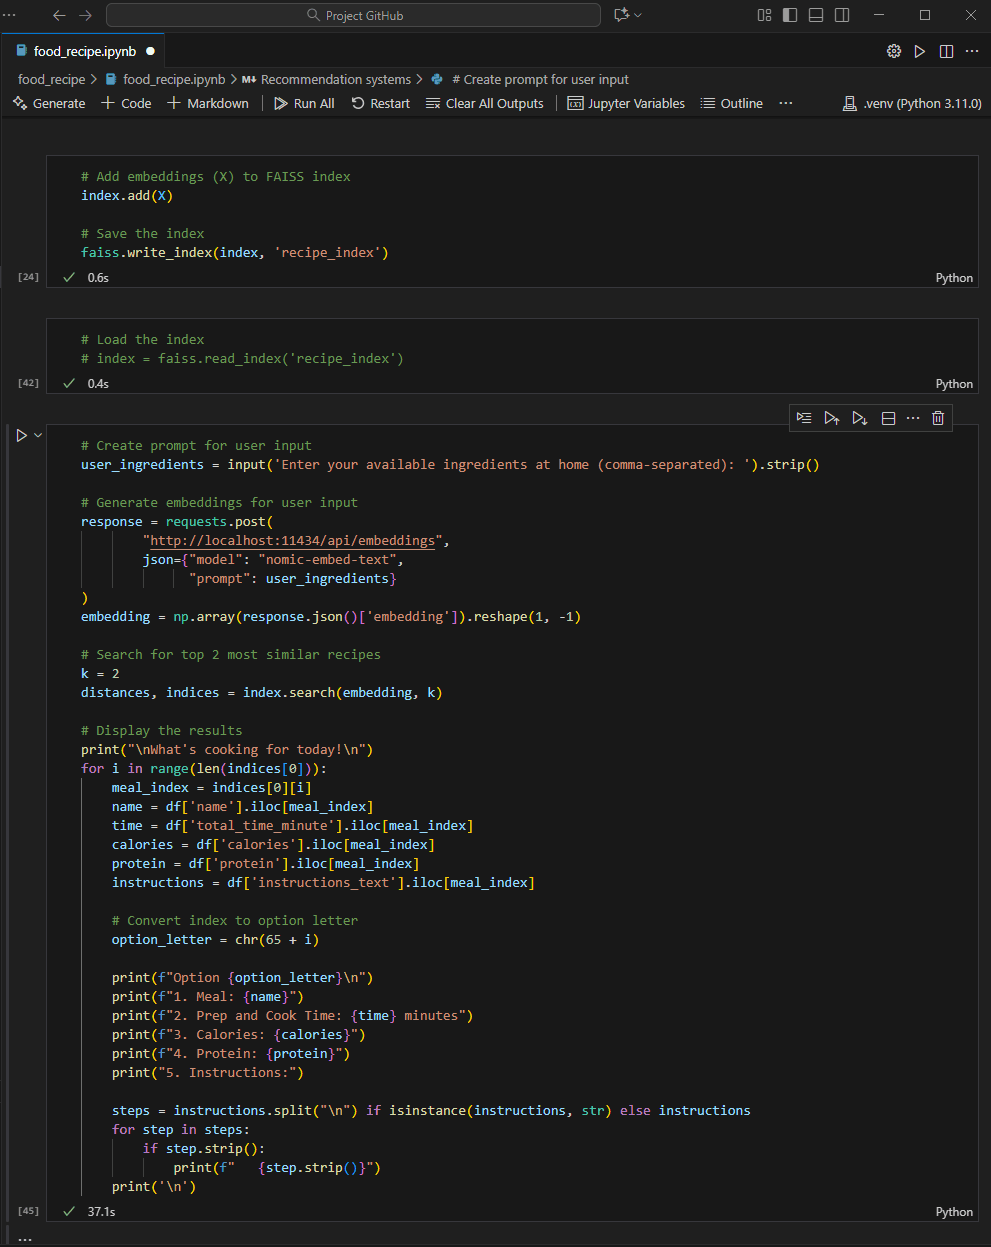 Project GitHub
food_recipe.ipynb
food_recipe > food_recipe.ipynb > M↓ Recommendation systems > # Create prompt for user input
Generate + Code + Markdown | Run All Restart Clear All Outputs | Jupyter Variables Outline ... .venv (Python 3.11.0)
# Add embeddings (X) to FAISS index
index.add(X)
# Save the index
faiss.write_index(index, 'recipe_index')
[24] ✓ 0.6s Python
# Load the index
# index = faiss.read_index('recipe_index')
[42] ✓ 0.4s Python
# Create prompt for user input
user_ingredients = input('Enter your available ingredients at home (comma-separated): ').strip()
# Generate embeddings for user input
response = requests.post(
        "http://localhost:11434/api/embeddings",
        json={"model": "nomic-embed-text",
              "prompt": user_ingredients}
)
embedding = np.array(response.json()['embedding']).reshape(1, -1)
# Search for top 2 most similar recipes
k = 2
distances, indices = index.search(embedding, k)
# Display the results
print("\nWhat's cooking for today!\n")
for i in range(len(indices[0])):
    meal_index = indices[0][i]
    name = df['name'].iloc[meal_index]
    time = df['total_time_minute'].iloc[meal_index]
    calories = df['calories'].iloc[meal_index]
    protein = df['protein'].iloc[meal_index]
    instructions = df['instructions_text'].iloc[meal_index]
    # Convert index to option letter
    option_letter = chr(65 + i)
    print(f"Option {option_letter}\n")
    print(f"1. Meal: {name}")
    print(f"2. Prep and Cook Time: {time} minutes")
    print(f"3. Calories: {calories}")
    print(f"4. Protein: {protein}")
    print("5. Instructions:")
    steps = instructions.split("\n") if isinstance(instructions, str) else instructions
    for step in steps:
        if step.strip():
            print(f"   {step.strip()}")
    print('\n')
[45] ✓ 37.1s Python
...